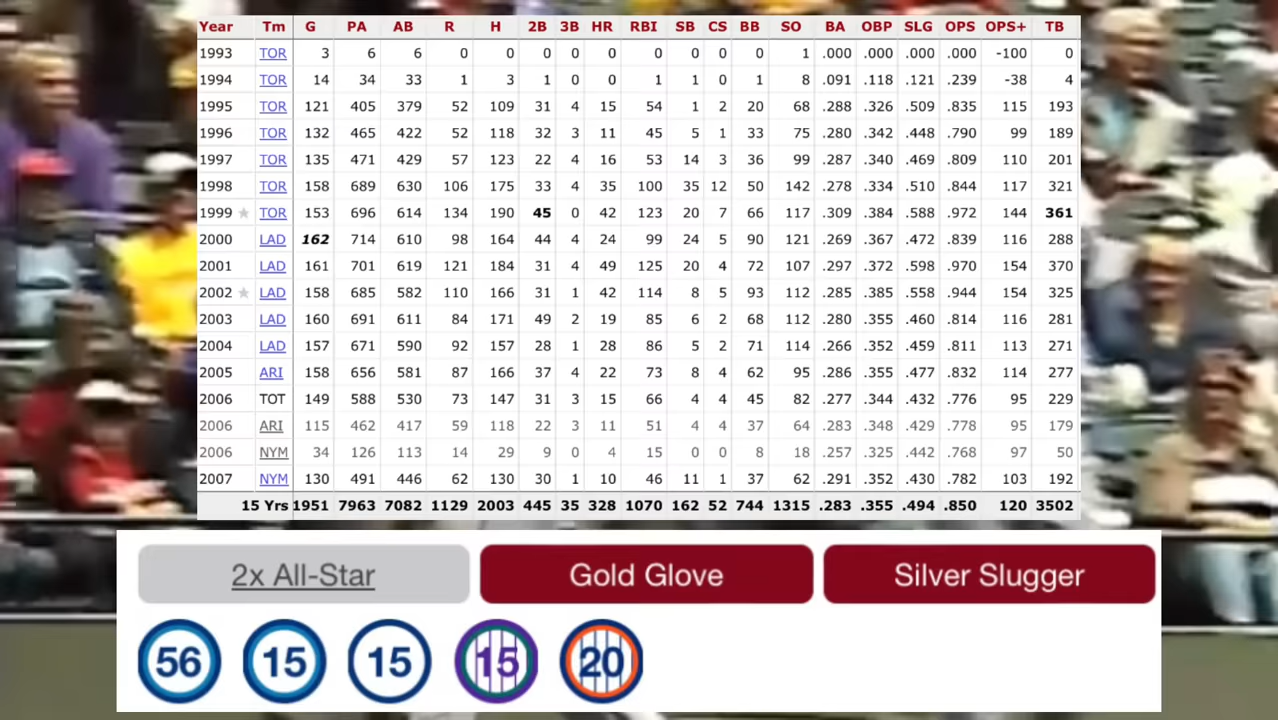 Year Tm G PA AB R H 2B 3B HR RBI SB CS BB SO BA OBP SLG OPS OPS+ TB
1993 TOR 3 6 6 0 0 0 0 0 0 0 0 0 1 .000 .000 .000 .000 -100 0
1994 TOR 14 34 33 1 3 1 0 0 1 1 0 1 8 .091 .118 .121 .239 -38 4
1995 TOR 121 405 379 52 109 31 4 15 54 1 2 20 68 .288 .326 .509 .835 115 193
1996 TOR 132 465 422 52 118 32 3 11 45 5 1 33 75 .280 .342 .448 .790 99 189
1997 TOR 135 471 429 57 123 22 4 16 53 14 3 36 99 .287 .340 .469 .809 110 201
1998 TOR 158 689 630 106 175 33 4 35 100 35 12 50 142 .278 .334 .510 .844 117 321
1999 ★ TOR 153 696 614 134 190 45 0 42 123 20 7 66 117 .309 .384 .588 .972 144 361
2000 LAD 162 714 610 98 164 44 4 24 99 24 5 90 121 .269 .367 .472 .839 116 288
2001 LAD 161 701 619 121 184 31 4 49 125 20 4 72 107 .297 .372 .598 .970 154 370
2002 ★ LAD 158 685 582 110 166 31 1 42 114 8 5 93 112 .285 .385 .558 .944 154 325
2003 LAD 160 691 611 84 171 49 2 19 85 6 2 68 112 .280 .355 .460 .814 116 281
2004 LAD 157 671 590 92 157 28 1 28 86 5 2 71 114 .266 .352 .459 .811 113 271
2005 ARI 158 656 581 87 166 37 4 22 73 8 4 62 95 .286 .355 .477 .832 114 277
2006 TOT 149 588 530 73 147 31 3 15 66 4 4 45 82 .277 .344 .432 .776 95 229
2006 ARI 115 462 417 59 118 22 3 11 51 4 4 37 64 .283 .348 .429 .778 95 179
2006 NYM 34 126 113 14 29 9 0 4 15 0 0 8 18 .257 .325 .442 .768 97 50
2007 NYM 130 491 446 62 130 30 1 10 46 11 1 37 62 .291 .352 .430 .782 103 192
15 Yrs 1951 7963 7082 1129 2003 445 35 328 1070 162 52 744 1315 .283 .355 .494 .850 120 3502
2x All-Star Gold Glove Silver Slugger
56 15 15 15 20